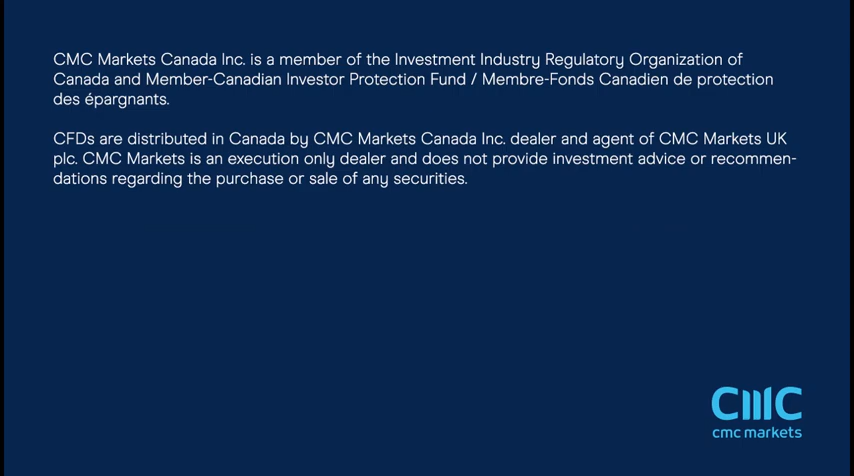 CMC Markets Canada Inc. is a member of the Investment Industry Regulatory Organization of
Canada and Member-Canadian Investor Protection Fund / Membre-Fonds Canadien de protection
des épargnants.
CFDs are distributed in Canada by CMC Markets Canada Inc. dealer and agent of CMC Markets UK
plc. CMC Markets is an execution only dealer and does not provide investment advice or recommen-
dations regarding the purchase or sale of any securities.
CMC
cmc markets